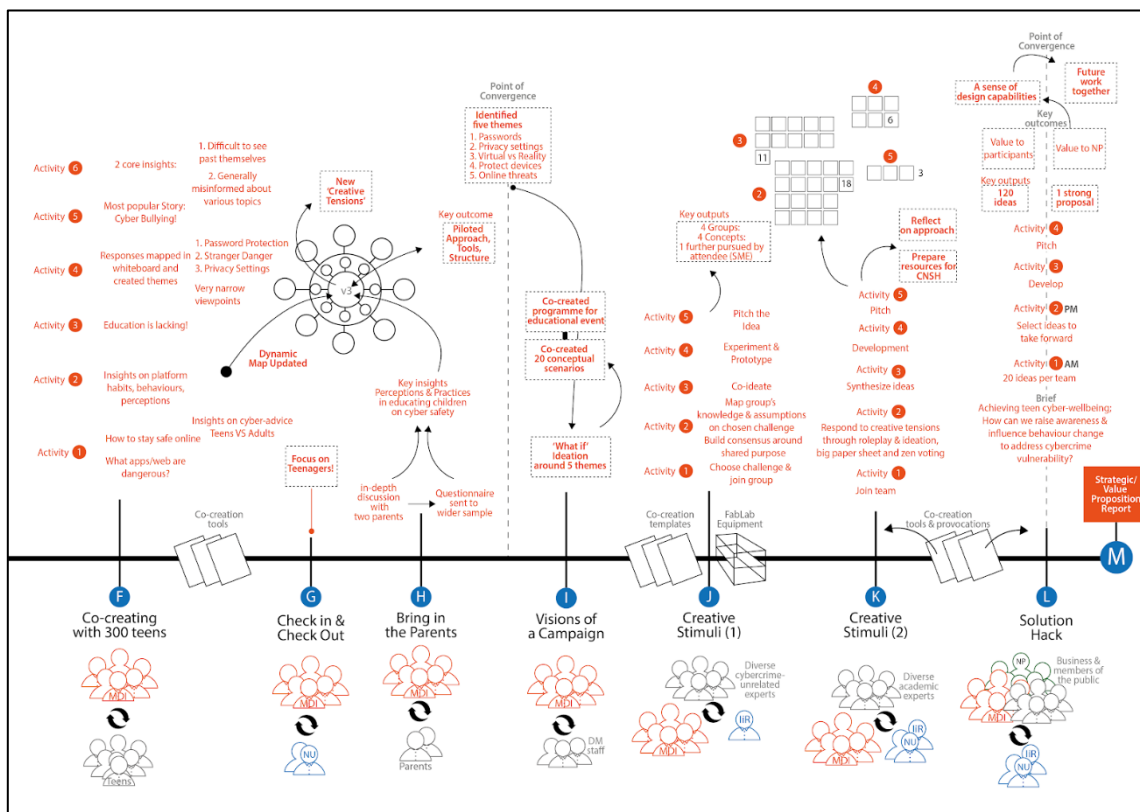 Activity 6
2 core insights:
1. Difficult to see
past themselves
2. Generally
misinformed about
various topics
Activity 5
Most popular Story:
Cyber Bullying!
Activity 4
Responses mapped in
whiteboard and
created themes
1. Password Protection
2. Stranger Danger
3. Privacy Settings
Very narrow
viewpoints
Activity 3
Education is lacking!
Activity 2
Insights on platform
habits, behaviours,
perceptions
Insights on cyber-advice
Teens VS Adults
Activity 1
How to stay safe online
What apps/web are
dangerous?
New
'Creative
Tensions'
v3
Dynamic
Map Updated
Focus on
Teenagers!
Key outcome
Piloted
Approach,
Tools,
Structure
Key insights
Perceptions & Practices
in educating children
on cyber safety
in-depth
discussion
with
two parents
Questionnaire
sent to
wider sample
Point of
Convergence
Identified
five themes
1. Passwords
2. Privacy settings
3. Virtual vs Reality
4. Protect devices
5. Online threats
Co-created
programme for
educational event
Co-created
20 conceptual
scenarios
'What if'
Ideation
around 5 themes
Key outputs
4 Groups:
4 Concepts:
1 further pursued by
attendee (SME)
Activity 5
Pitch the
Idea
Activity 4
Experiment &
Prototype
Activity 3
Co-ideate
Activity 2
Map group's
knowledge & assumptions
on chosen challenge
Build consensus around
shared purpose
Activity 1
Choose challenge &
join group
4
6
3
11
5
3
2
18
Reflect
on approach
Prepare
resources for
CNSH
Activity 5
Pitch
Activity 4
Development
Activity 3
Synthesize ideas
Activity 2
Respond to creative tensions
through roleplay & ideation,
big paper sheet and zen voting
Activity 1
Join team
Point of
Convergence
A sense of
design capabilities
Future
work
together
Key
outcomes
Value to
participants
Value to NP
Key outputs
120
ideas
1 strong
proposal
Activity 4
Pitch
Activity 3
Develop
Activity 2 PM
Select ideas to
take forward
Activity 1 AM
20 ideas per team
Brief
Achieving teen cyber-wellbeing;
How can we raise awareness &
influence behaviour change
to address cybercrime
vulnerability?
Strategic/
Value
Proposition
Report
Co-creation
tools
Co-creation
templates
FabLab
Equipment
Co-creation
tools & provocations
M
F
Co-creating
with 300 teens
MDI
Teens
G
Check in &
Check Out
MDI
NU
H
Bring in
the Parents
MDI
Parents
I
Visions of
a Campaign
MDI
DM
staff
J
Creative
Stimuli (1)
Diverse
cybercrime-
unrelated
experts
MDI
IiR
K
Creative
Stimuli (2)
Diverse
academic
experts
MDI
NU
IiR
L
Solution
Hack
NP
Business &
members of
the public
MDI
IiR
NU